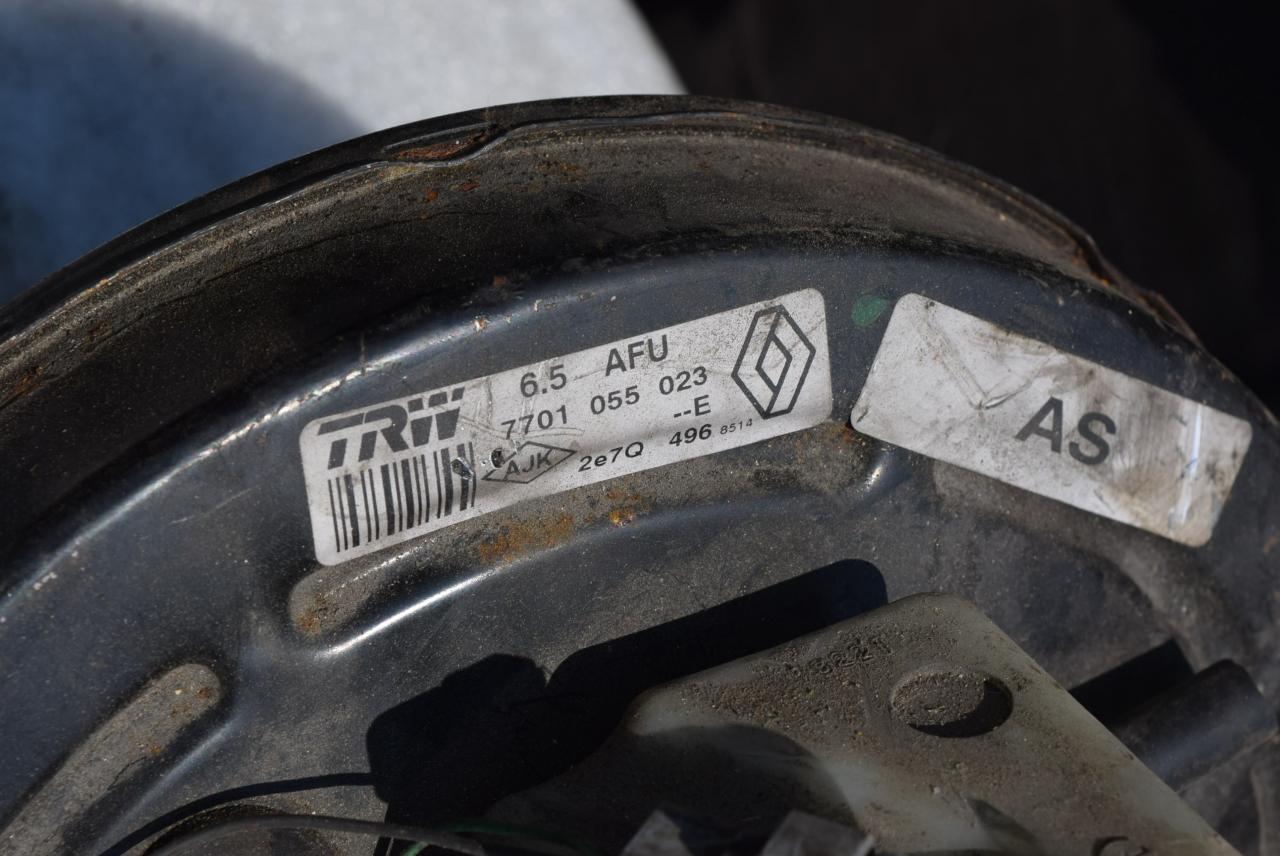 TRW
6.5 AFU
7701 055 023
--E
AJK 2e7Q 496 8514
AS